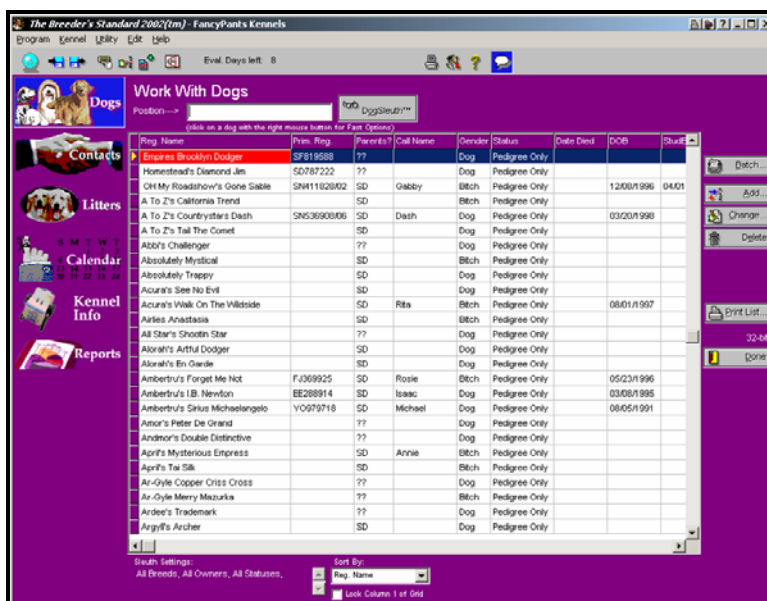 The Breeder's Standard 2002(tm) - FancyPants Kennels
Program Kennel Utility Edit Help
Eval. Days left: 8
Dogs
Contacts
Litters
S M T W T
Calendar
Kennel
Info
Reports
Work With Dogs
Position--->
DogSleuth™
(click on a dog with the right mouse button for Fast Options)
Reg. Name Prim. Reg. Parents? Call Name Gender Status Date Died DOB StudB
Empires Brooklyn Dodger SF819588 ?? Dog Pedigree Only
Homestead's Diamond Jim SD787222 ?? Dog Pedigree Only
OH My Roadshow's Gone Sable SN411028/02 SD Gabby Bitch Pedigree Only 12/08/1996 04/01
A To Z's California Trend SD Bitch Pedigree Only
A To Z's Countrystars Dash SN536908/06 SD Dash Dog Pedigree Only 03/20/1998
A To Z's Tail The Comet SD Dog Pedigree Only
Abbi's Challenger ?? Dog Pedigree Only
Absolutely Mystical SD Bitch Pedigree Only
Absolutely Trappy SD Dog Pedigree Only
Acura's See No Evil SD Dog Pedigree Only
Acura's Walk On The Wildside SD Rita Bitch Pedigree Only 08/01/1997
Airlies Anastasia SD Bitch Pedigree Only
All Star's Shootin Star ?? Dog Pedigree Only
Alorah's Artful Dodger SD Dog Pedigree Only
Alorah's En Garde SD Dog Pedigree Only
Ambertru's Forget Me Not FJ369925 SD Rosie Bitch Pedigree Only 05/23/1996
Ambertru's I.B. Newton EE288914 SD Isaac Dog Pedigree Only 03/08/1995
Ambertru's Sirius Michaelangelo YO979718 SD Michael Dog Pedigree Only 08/05/1991
Amor's Peter De Grand ?? Dog Pedigree Only
Andmor's Double Distinctive ?? Dog Pedigree Only
April's Mysterious Empress SD Annie Bitch Pedigree Only
April's Tai Silk SD Bitch Pedigree Only
Ar-Gyle Copper Criss Cross ?? Dog Pedigree Only
Ar-Gyle Merry Mazurka ?? Bitch Pedigree Only
Ardee's Trademark ?? Dog Pedigree Only
Argyll's Archer SD Dog Pedigree Only
Batch...
Add...
Change...
Delete
Print List...
32-bi
Done
Sleuth Settings:
All Breeds, All Owners, All Statuses,
Sort By:
Reg. Name
Lock Column 1 of Grid